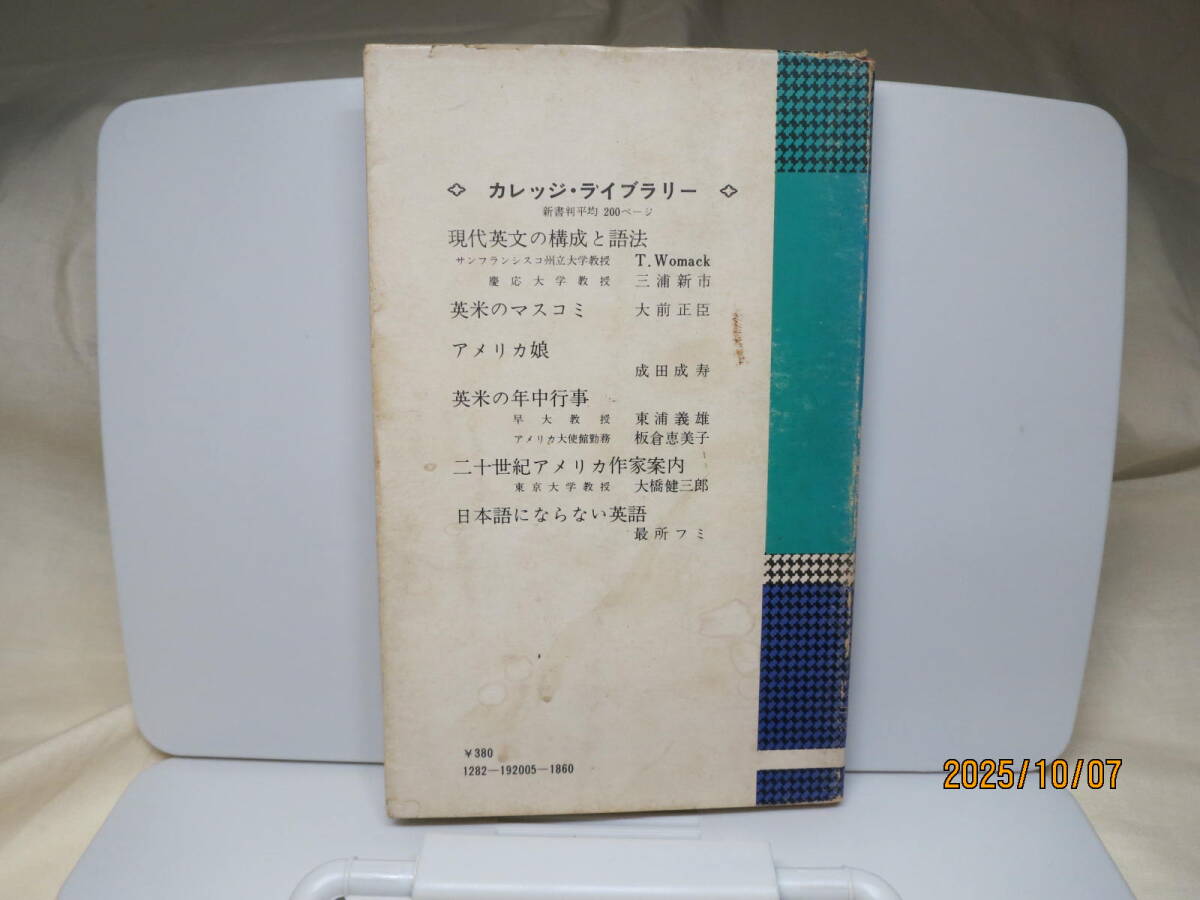 カレッジ・ライブラリー
新書判平均 200ページ
現代英文の構成と語法
サンフランシスコ州立大学教授 T. Womack
慶応大学教授 三浦新市
英米のマスコミ 大前正臣
アメリカ娘
成田成寿
英米の年中行事
早大教授 東浦義雄
アメリカ大使館勤務 板倉恵美子
二十世紀アメリカ作家案内
東京大学教授 大橋健三郎
日本語にならない英語
最所フミ
￥380
1282―192005―1860
2025/10/07